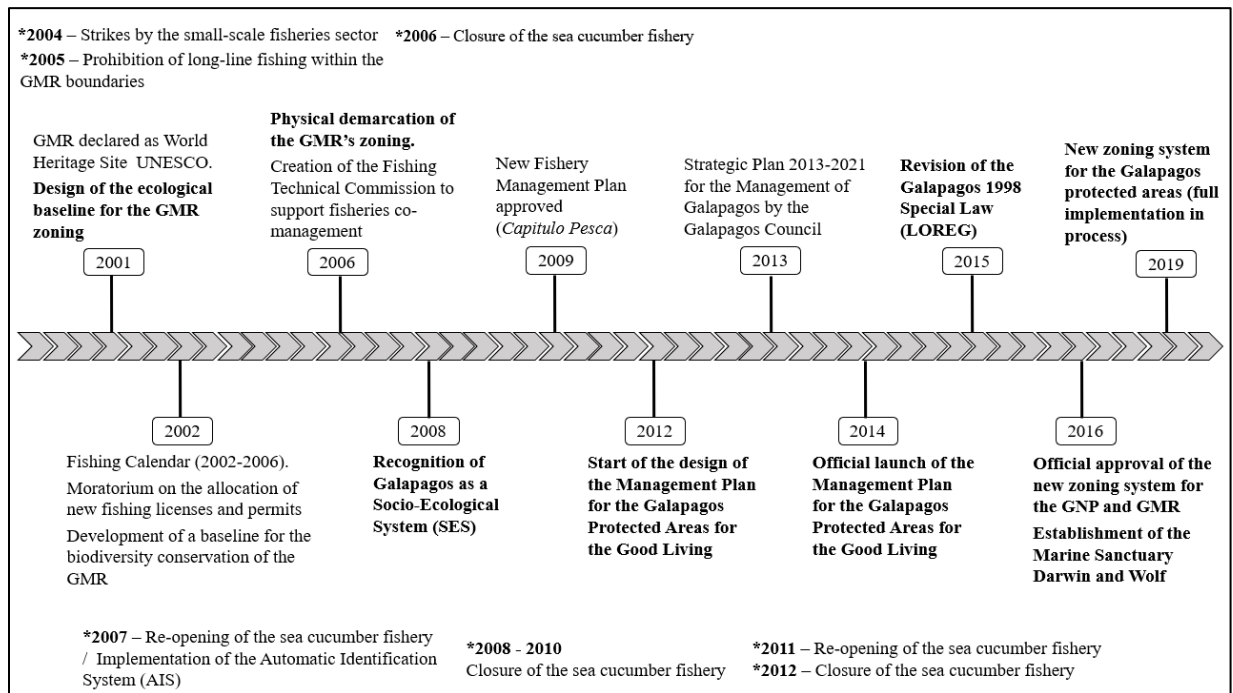 *2004 – Strikes by the small-scale fisheries sector
*2005 – Prohibition of long-line fishing within the
GMR boundaries
*2006 – Closure of the sea cucumber fishery
GMR declared as World
Heritage Site UNESCO.
Design of the ecological
baseline for the GMR
zoning
2001
Physical demarcation of
the GMR’s zoning.
Creation of the Fishing
Technical Commission to
support fisheries co-
management
2006
New Fishery
Management Plan
approved
(Capitulo Pesca)
2009
Strategic Plan 2013-2021
for the Management of
Galapagos by the
Galapagos Council
2013
Revision of the
Galapagos 1998
Special Law
(LOREG)
2015
New zoning system
for the Galapagos
protected areas (full
implementation in
process)
2019
2002
Fishing Calendar (2002-2006).
Moratorium on the allocation of
new fishing licenses and permits
Development of a baseline for the
biodiversity conservation of the
GMR
2008
Recognition of
Galapagos as a
Socio-Ecological
System (SES)
2012
Start of the design of
the Management Plan
for the Galapagos
Protected Areas for
the Good Living
2014
Official launch of the
Management Plan
for the Galapagos
Protected Areas for
the Good Living
2016
Official approval of the
new zoning system for
the GNP and GMR
Establishment of the
Marine Sanctuary
Darwin and Wolf
*2007 – Re-opening of the sea cucumber fishery
/ Implementation of the Automatic Identification
System (AIS)
*2008 - 2010
Closure of the sea cucumber fishery
*2011 – Re-opening of the sea cucumber fishery
*2012 – Closure of the sea cucumber fishery